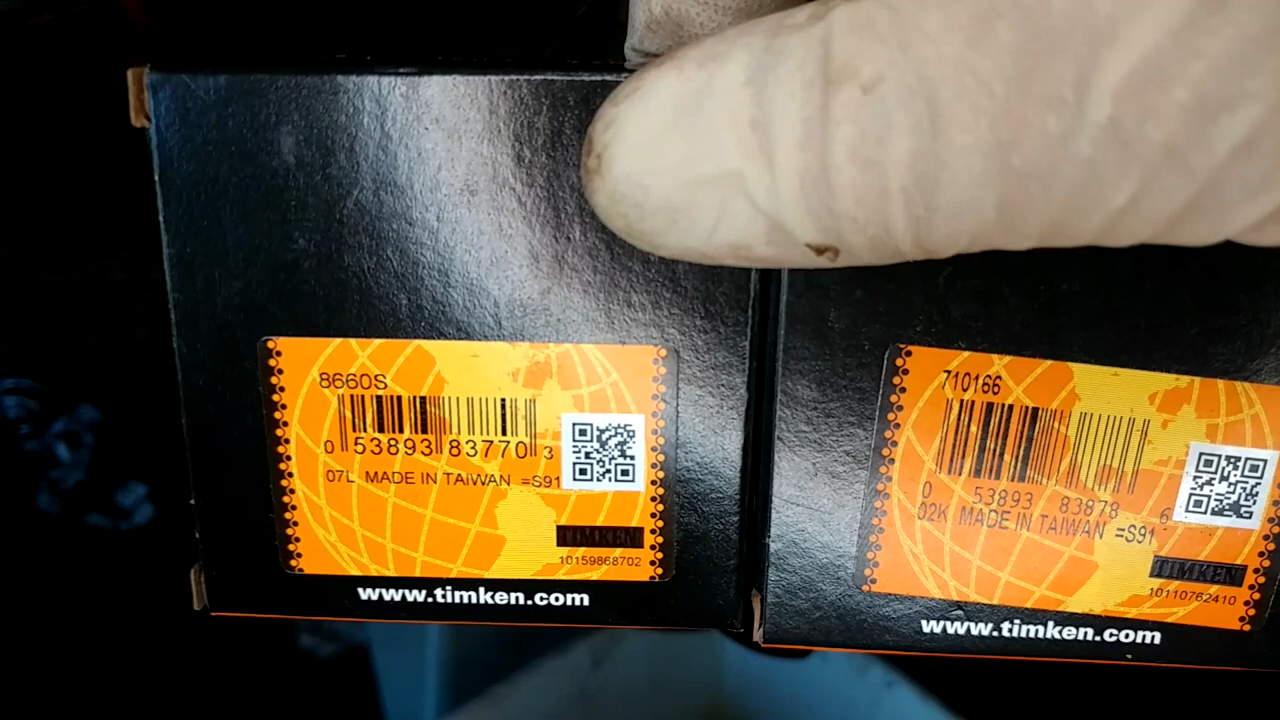 8660S
0 53893 83770 3
07L MADE IN TAIWAN =S91
TIMKEN
10159868702
www.timken.com
710166
0 53893 83878 6
02K MADE IN TAIWAN =S91
TIMKEN
10110762410
www.timken.com